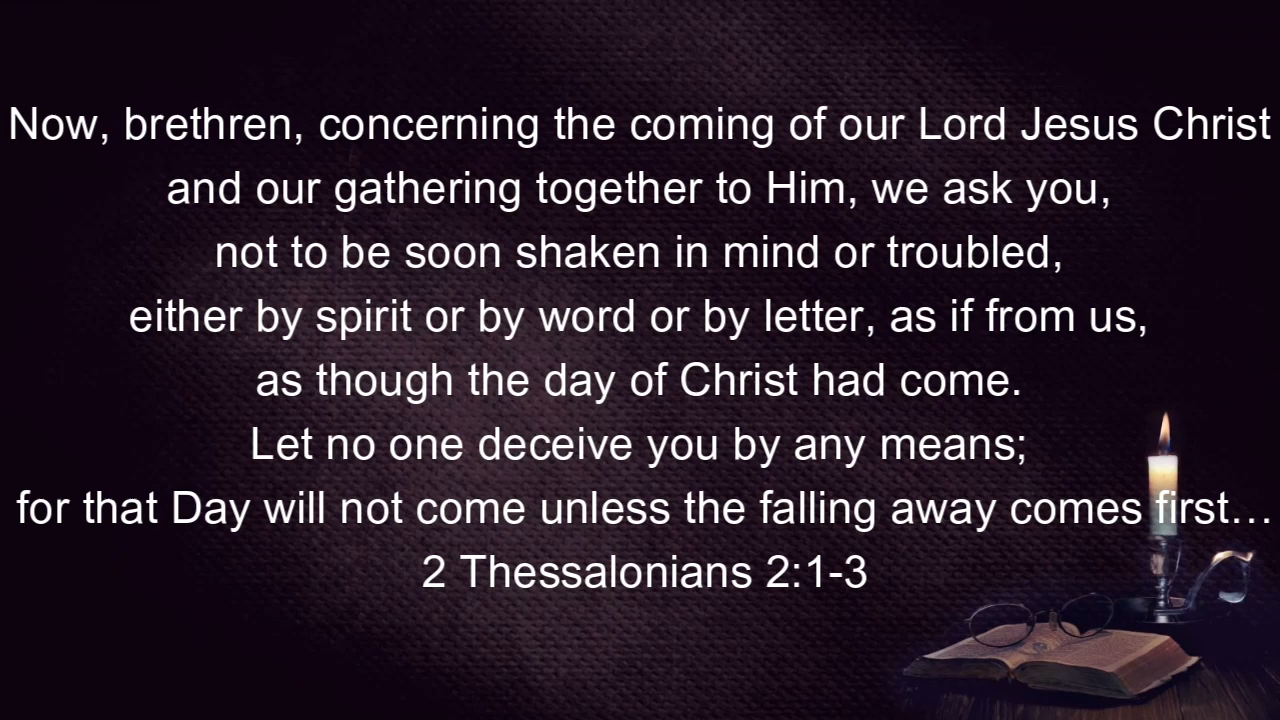 Now, brethren, concerning the coming of our Lord Jesus Christ
and our gathering together to Him, we ask you,
not to be soon shaken in mind or troubled,
either by spirit or by word or by letter, as if from us,
as though the day of Christ had come.
Let no one deceive you by any means;
for that Day will not come unless the falling away comes first…
2 Thessalonians 2:1-3